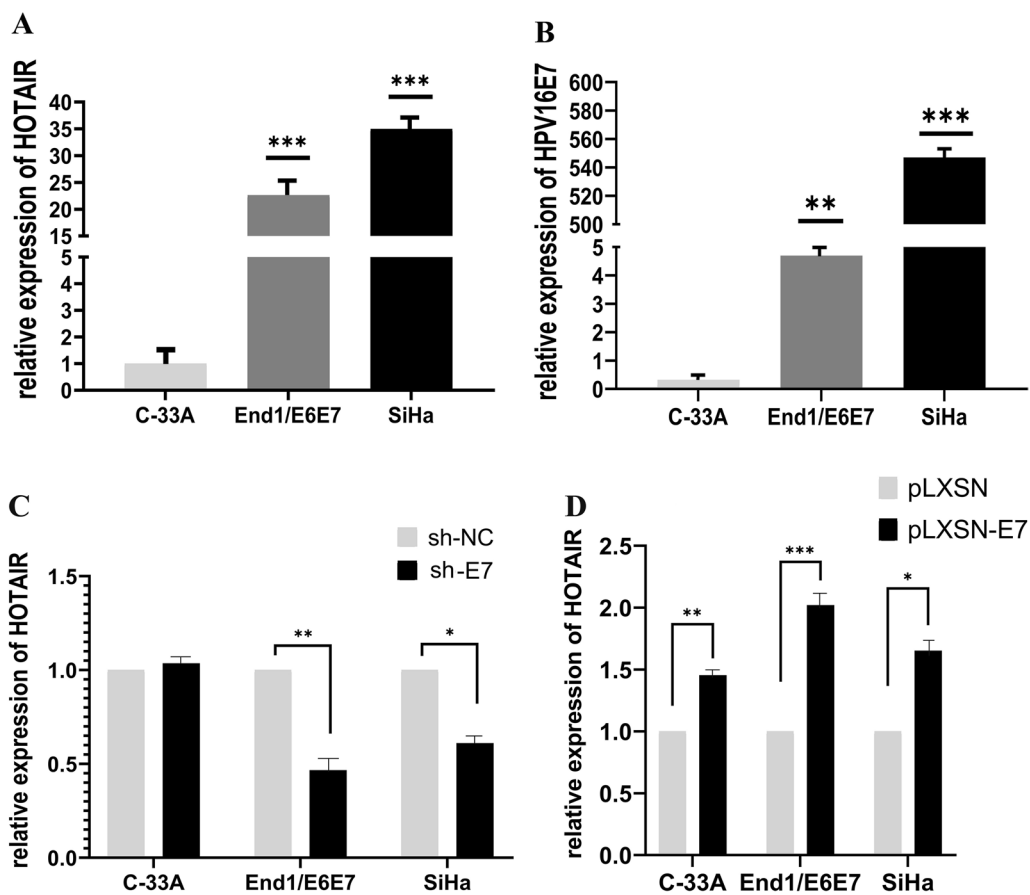 A
relative expression of HOTAIR
40
35
30
25
20
15
5
4
3
2
1
0
***
***
C-33A End1/E6E7 SiHa
B
relative expression of HPV16E7
600
580
560
540
520
500
5
4
3
2
1
0
**
***
C-33A End1/E6E7 SiHa
C
sh-NC
sh-E7
relative expression of HOTAIR
1.5
1.0
0.5
0.0
**
*
C-33A End1/E6E7 SiHa
D
pLXSN
pLXSN-E7
relative expression of HOTAIR
2.5
2.0
1.5
1.0
0.5
0.0
**
***
*
C-33A End1/E6E7 SiHa